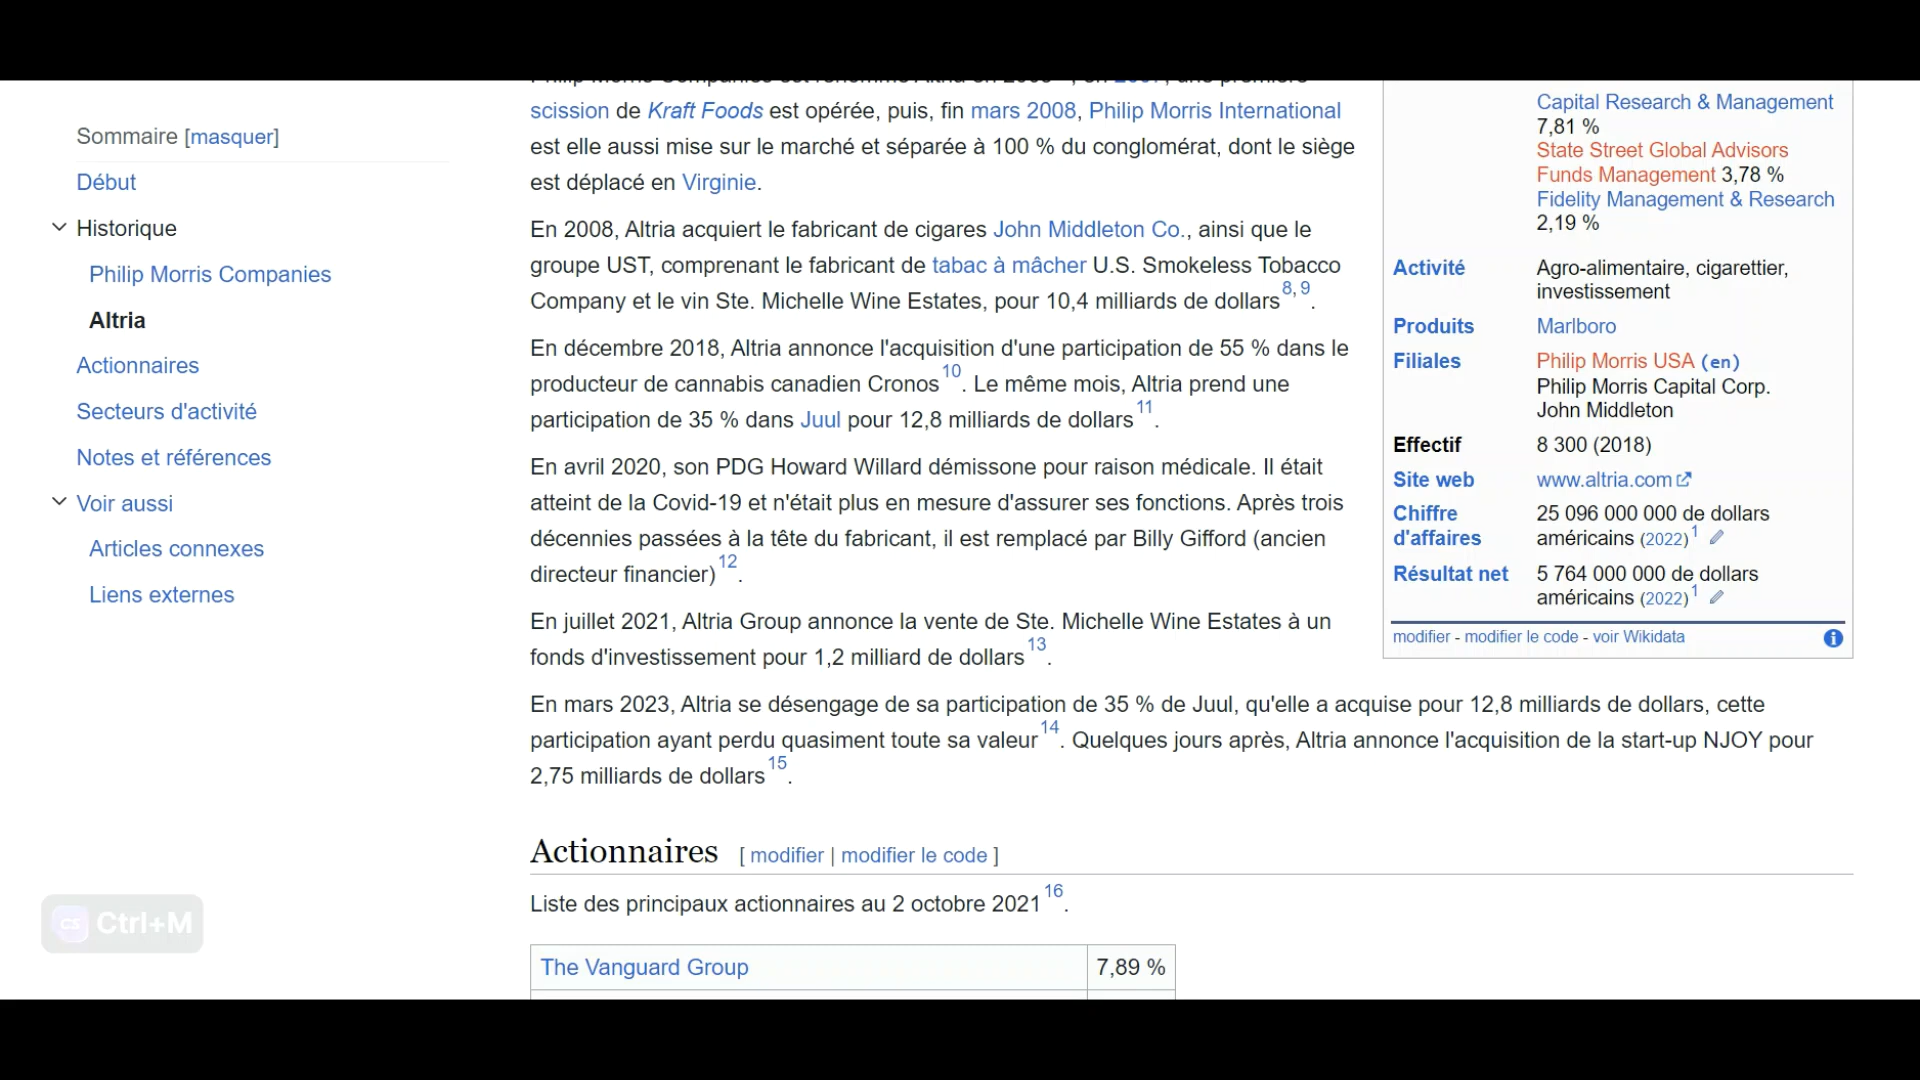 Sommaire [masquer]
Début
Historique
Philip Morris Companies
Altria
Actionnaires
Secteurs d'activité
Notes et références
Voir aussi
Articles connexes
Liens externes
scission de Kraft Foods est opérée, puis, fin mars 2008, Philip Morris International
est elle aussi mise sur le marché et séparée à 100 % du conglomérat, dont le siège
est déplacé en Virginie.
En 2008, Altria acquiert le fabricant de cigares John Middleton Co., ainsi que le
groupe UST, comprenant le fabricant de tabac à mâcher U.S. Smokeless Tobacco
Company et le vin Ste. Michelle Wine Estates, pour 10,4 milliards de dollars 8, 9.
En décembre 2018, Altria annonce l'acquisition d'une participation de 55 % dans le
producteur de cannabis canadien Cronos 10. Le même mois, Altria prend une
participation de 35 % dans Juul pour 12,8 milliards de dollars 11.
En avril 2020, son PDG Howard Willard démissone pour raison médicale. Il était
atteint de la Covid-19 et n'était plus en mesure d'assurer ses fonctions. Après trois
décennies passées à la tête du fabricant, il est remplacé par Billy Gifford (ancien
directeur financier) 12.
En juillet 2021, Altria Group annonce la vente de Ste. Michelle Wine Estates à un
fonds d'investissement pour 1,2 milliard de dollars 13.
En mars 2023, Altria se désengage de sa participation de 35 % de Juul, qu'elle a acquise pour 12,8 milliards de dollars, cette
participation ayant perdu quasiment toute sa valeur 14. Quelques jours après, Altria annonce l'acquisition de la start-up NJOY pour
2,75 milliards de dollars 15.
Actionnaires [ modifier | modifier le code ]
Liste des principaux actionnaires au 2 octobre 2021 16.
The Vanguard Group 7,89 %
Capital Research & Management
7,81 %
State Street Global Advisors
Funds Management 3,78 %
Fidelity Management & Research
2,19 %
Activité Agro-alimentaire, cigarettier,
investissement
Produits Marlboro
Filiales Philip Morris USA (en)
Philip Morris Capital Corp.
John Middleton
Effectif 8 300 (2018)
Site web www.altria.com
Chiffre 25 096 000 000 de dollars
d'affaires américains (2022) 1
Résultat net 5 764 000 000 de dollars
américains (2022) 1
modifier - modifier le code - voir Wikidata
CS Ctrl+M